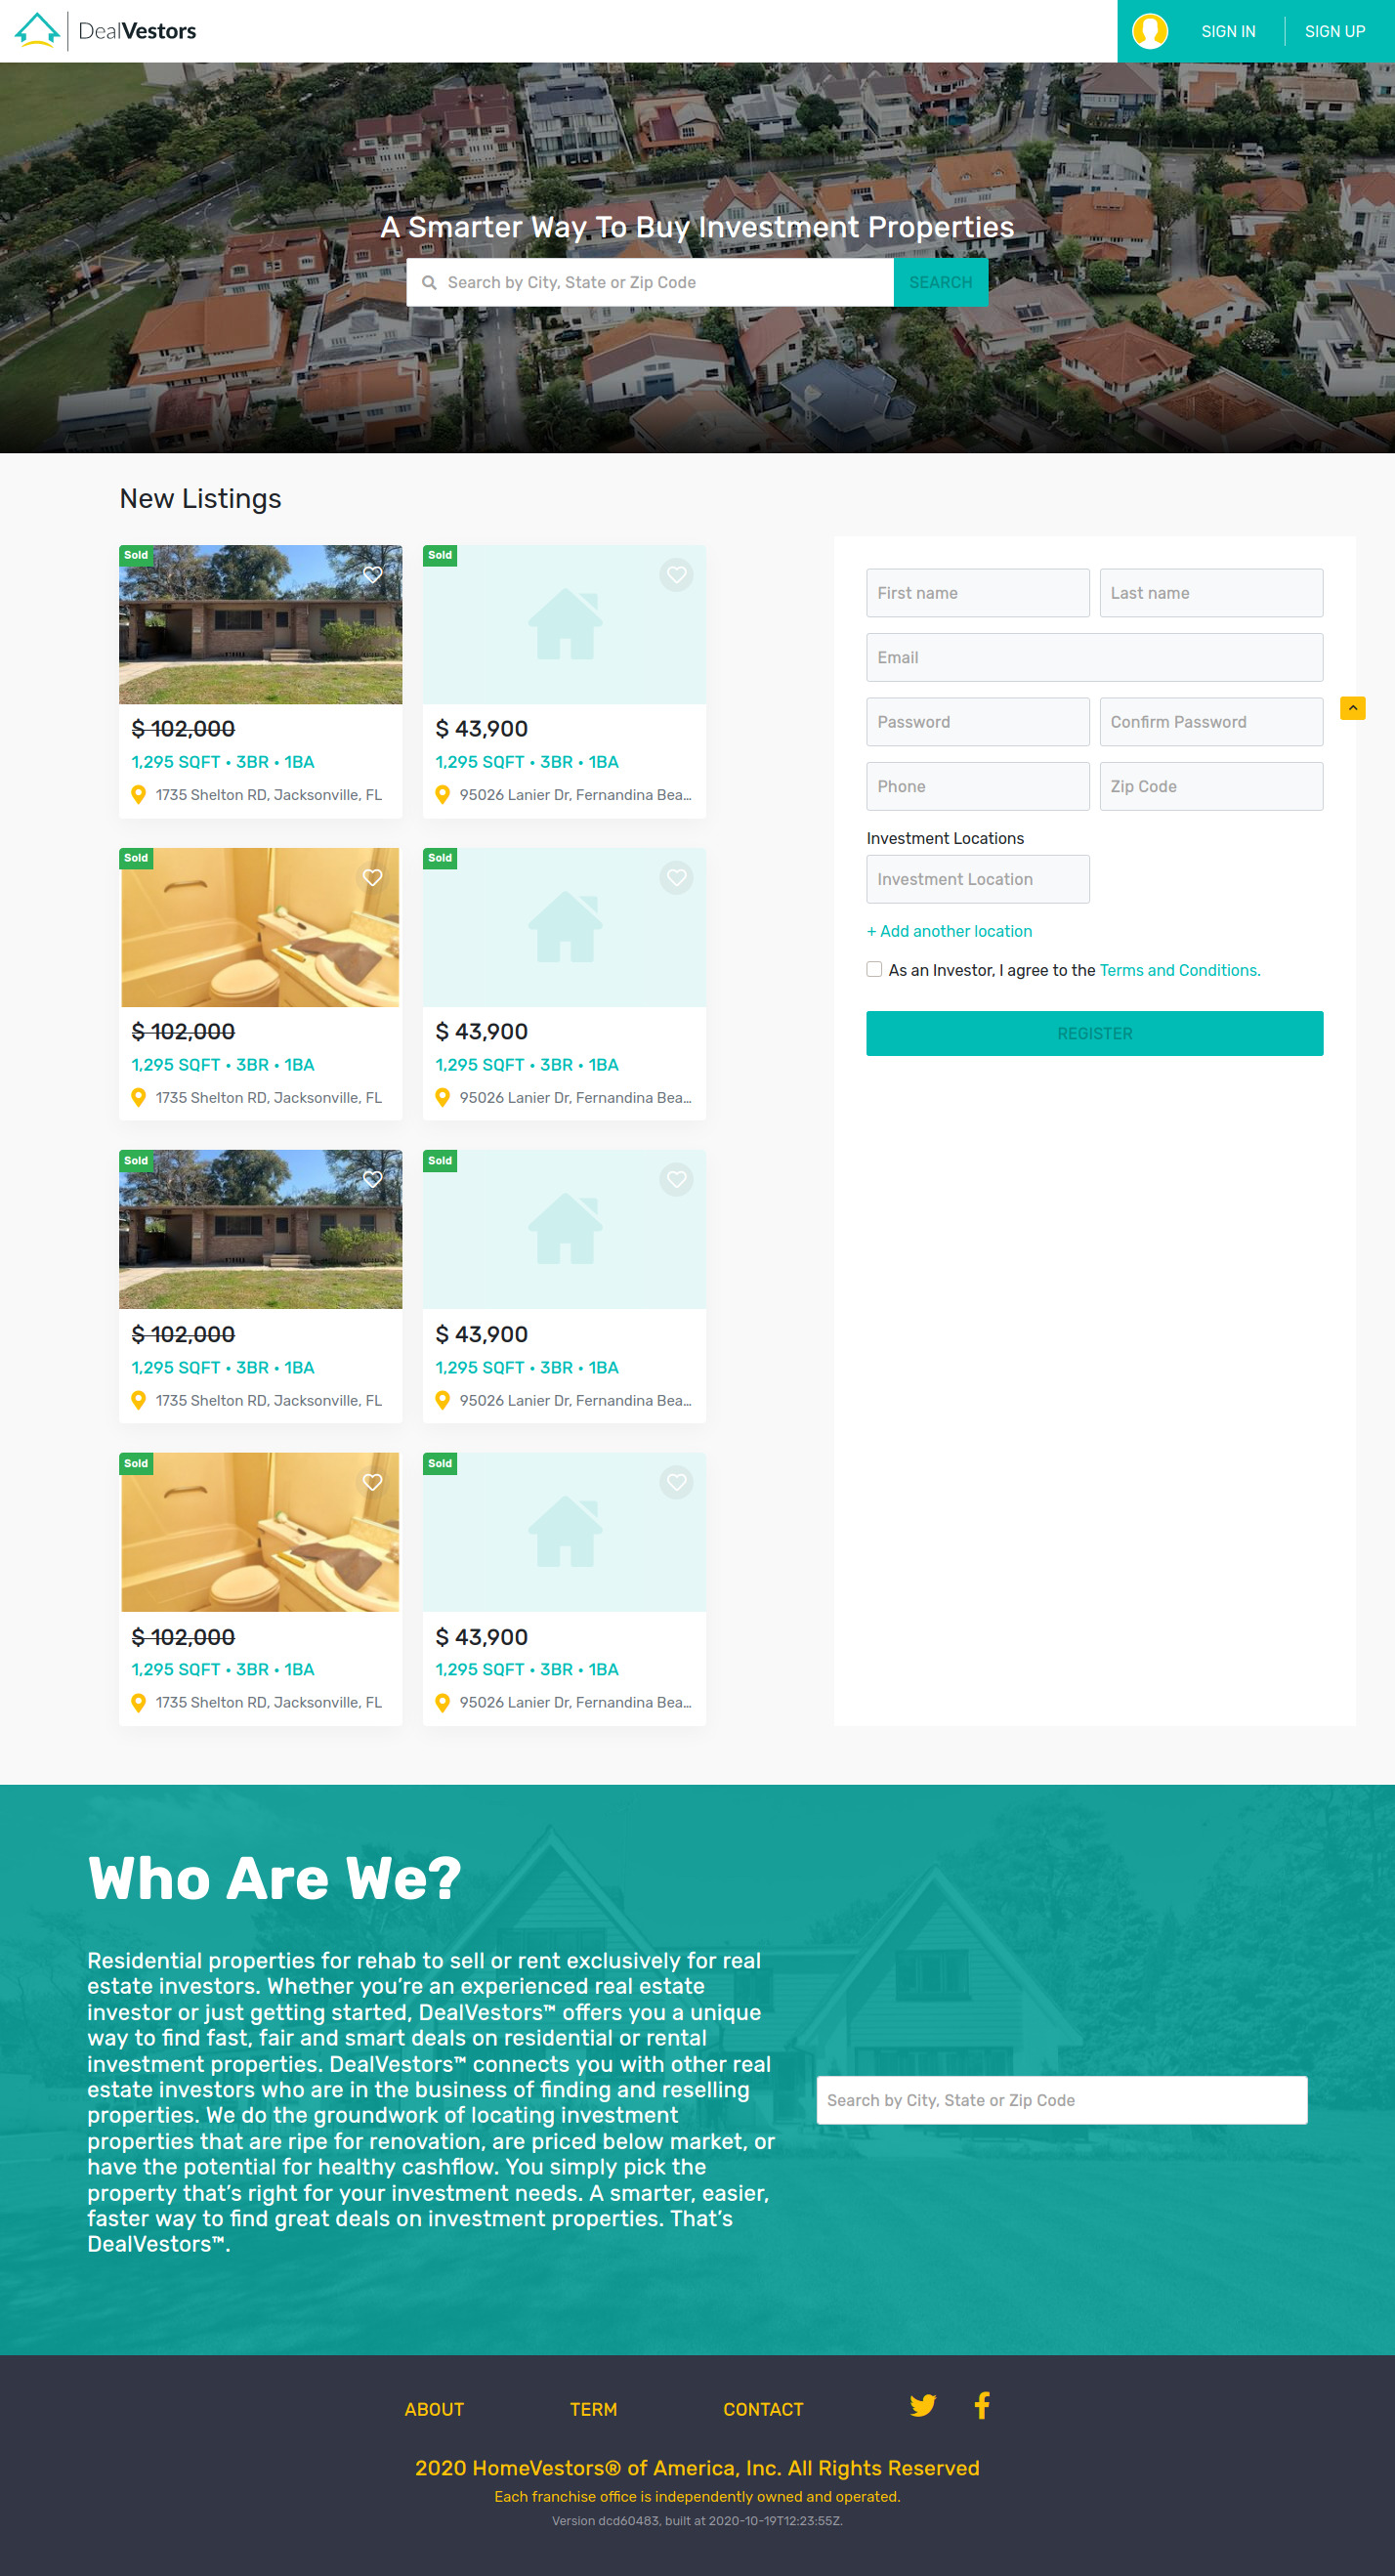 DealVestors
SIGN IN
SIGN UP
A Smarter Way To Buy Investment Properties
Search by City, State or Zip Code
SEARCH
New Listings
Sold
$ 102,000
1,295 SQFT • 3BR • 1BA
1735 Shelton RD, Jacksonville, FL
Sold
$ 43,900
1,295 SQFT • 3BR • 1BA
95026 Lanier Dr, Fernandina Bea...
Sold
$ 102,000
1,295 SQFT • 3BR • 1BA
1735 Shelton RD, Jacksonville, FL
Sold
$ 43,900
1,295 SQFT • 3BR • 1BA
95026 Lanier Dr, Fernandina Bea...
Sold
$ 102,000
1,295 SQFT • 3BR • 1BA
1735 Shelton RD, Jacksonville, FL
Sold
$ 43,900
1,295 SQFT • 3BR • 1BA
95026 Lanier Dr, Fernandina Bea...
Sold
$ 102,000
1,295 SQFT • 3BR • 1BA
1735 Shelton RD, Jacksonville, FL
Sold
$ 43,900
1,295 SQFT • 3BR • 1BA
95026 Lanier Dr, Fernandina Bea...
First name
Last name
Email
Password
Confirm Password
Phone
Zip Code
Investment Locations
Investment Location
+ Add another location
As an Investor, I agree to the Terms and Conditions.
REGISTER
Who Are We?
Residential properties for rehab to sell or rent exclusively for real
estate investors. Whether you’re an experienced real estate
investor or just getting started, DealVestors™ offers you a unique
way to find fast, fair and smart deals on residential or rental
investment properties. DealVestors™ connects you with other real
estate investors who are in the business of finding and reselling
properties. We do the groundwork of locating investment
properties that are ripe for renovation, are priced below market, or
have the potential for healthy cashflow. You simply pick the
property that’s right for your investment needs. A smarter, easier,
faster way to find great deals on investment properties. That’s
DealVestors™.
Search by City, State or Zip Code
ABOUT
TERM
CONTACT
2020 HomeVestors® of America, Inc. All Rights Reserved
Each franchise office is independently owned and operated.
Version dcd60483, built at 2020-10-19T12:23:55Z.